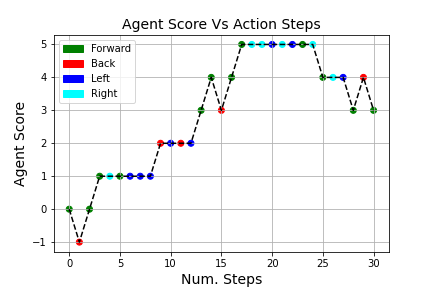 Agent Score Vs Action Steps
Agent Score
5
4
3
2
1
0
−1
Forward
Back
Left
Right
0 5 10 15 20 25 30
Num. Steps